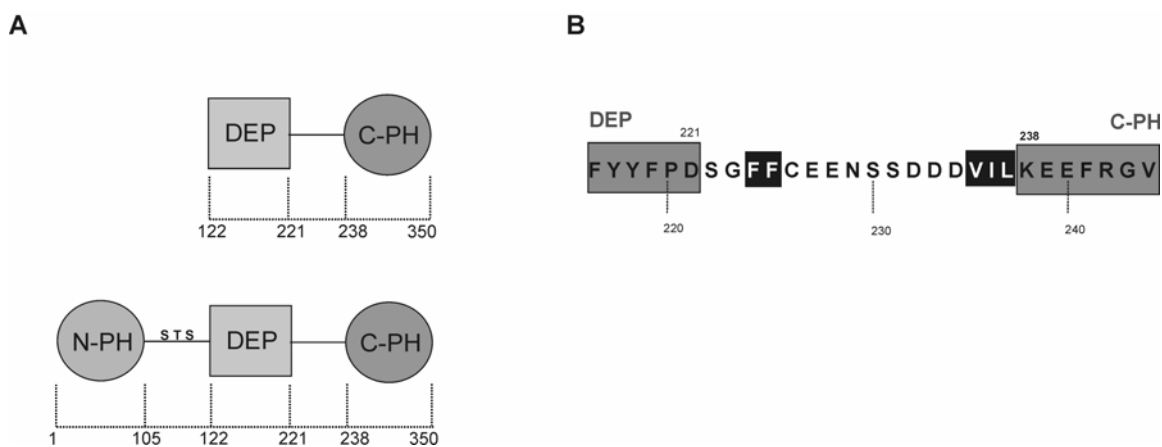 A
DEP C-PH
122 221 238 350
N-PH STS DEP C-PH
1 105 122 221 238 350
B
DEP 221 238 C-PH
FYYFPDSGFFCEENSSDDDVILKEEFRGV
220 230 240